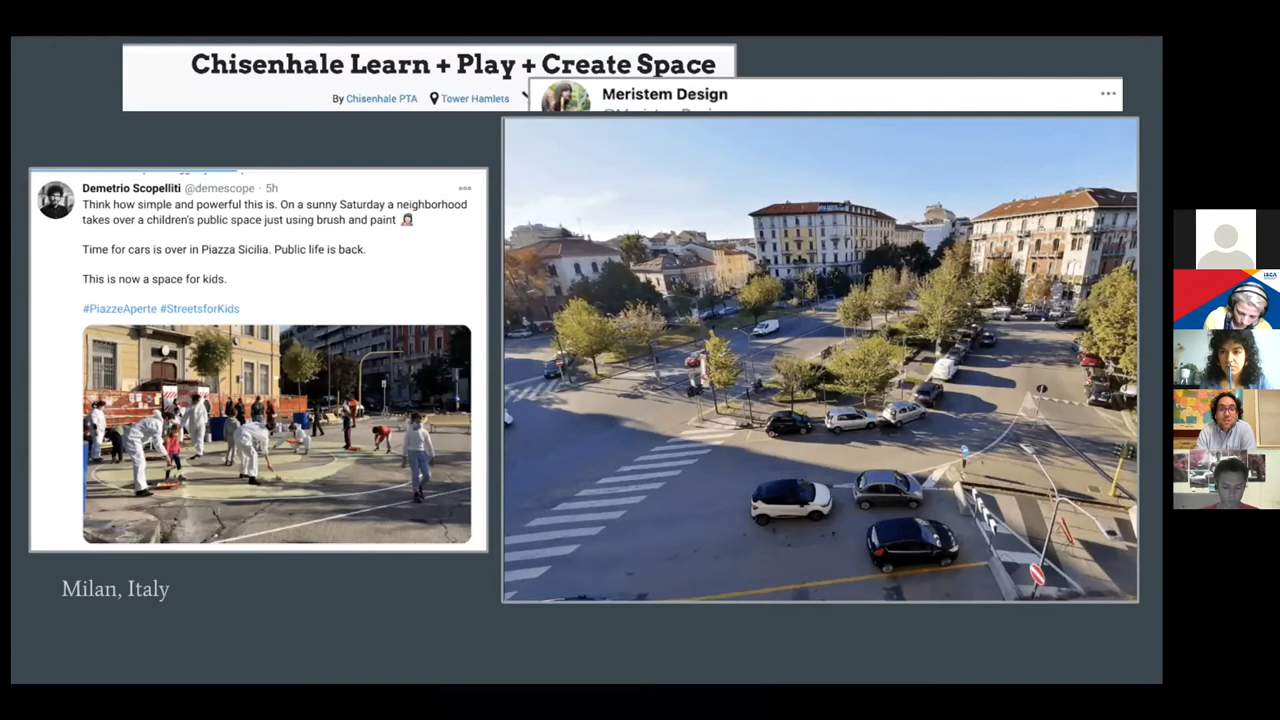 Chisenhale Learn + Play + Create Space
By Chisenhale PTA Tower Hamlets
Meristem Design
Demetrio Scopelliti @demescope · 5h
Think how simple and powerful this is. On a sunny Saturday a neighborhood
takes over a children's public space just using brush and paint
Time for cars is over in Piazza Sicilia. Public life is back.
This is now a space for kids.
#PiazzeAperte #StreetsforKids
Milan, Italy